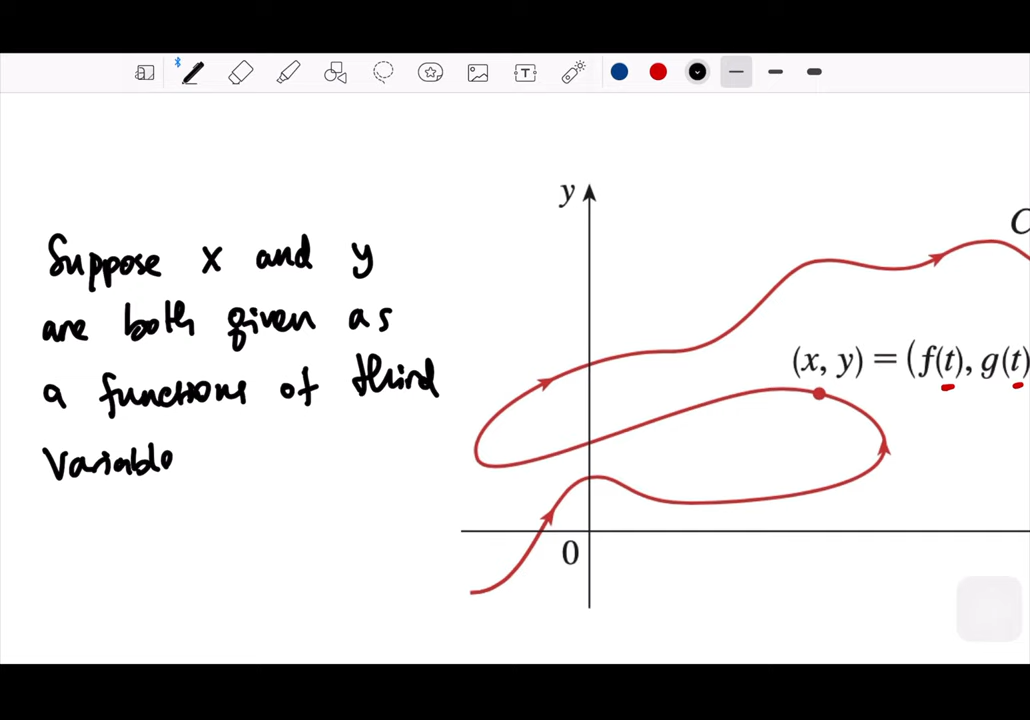 y
C
Suppose x and y
are both given as
a functions of third
variable
(x, y) = (f(t), g(t)
0
T